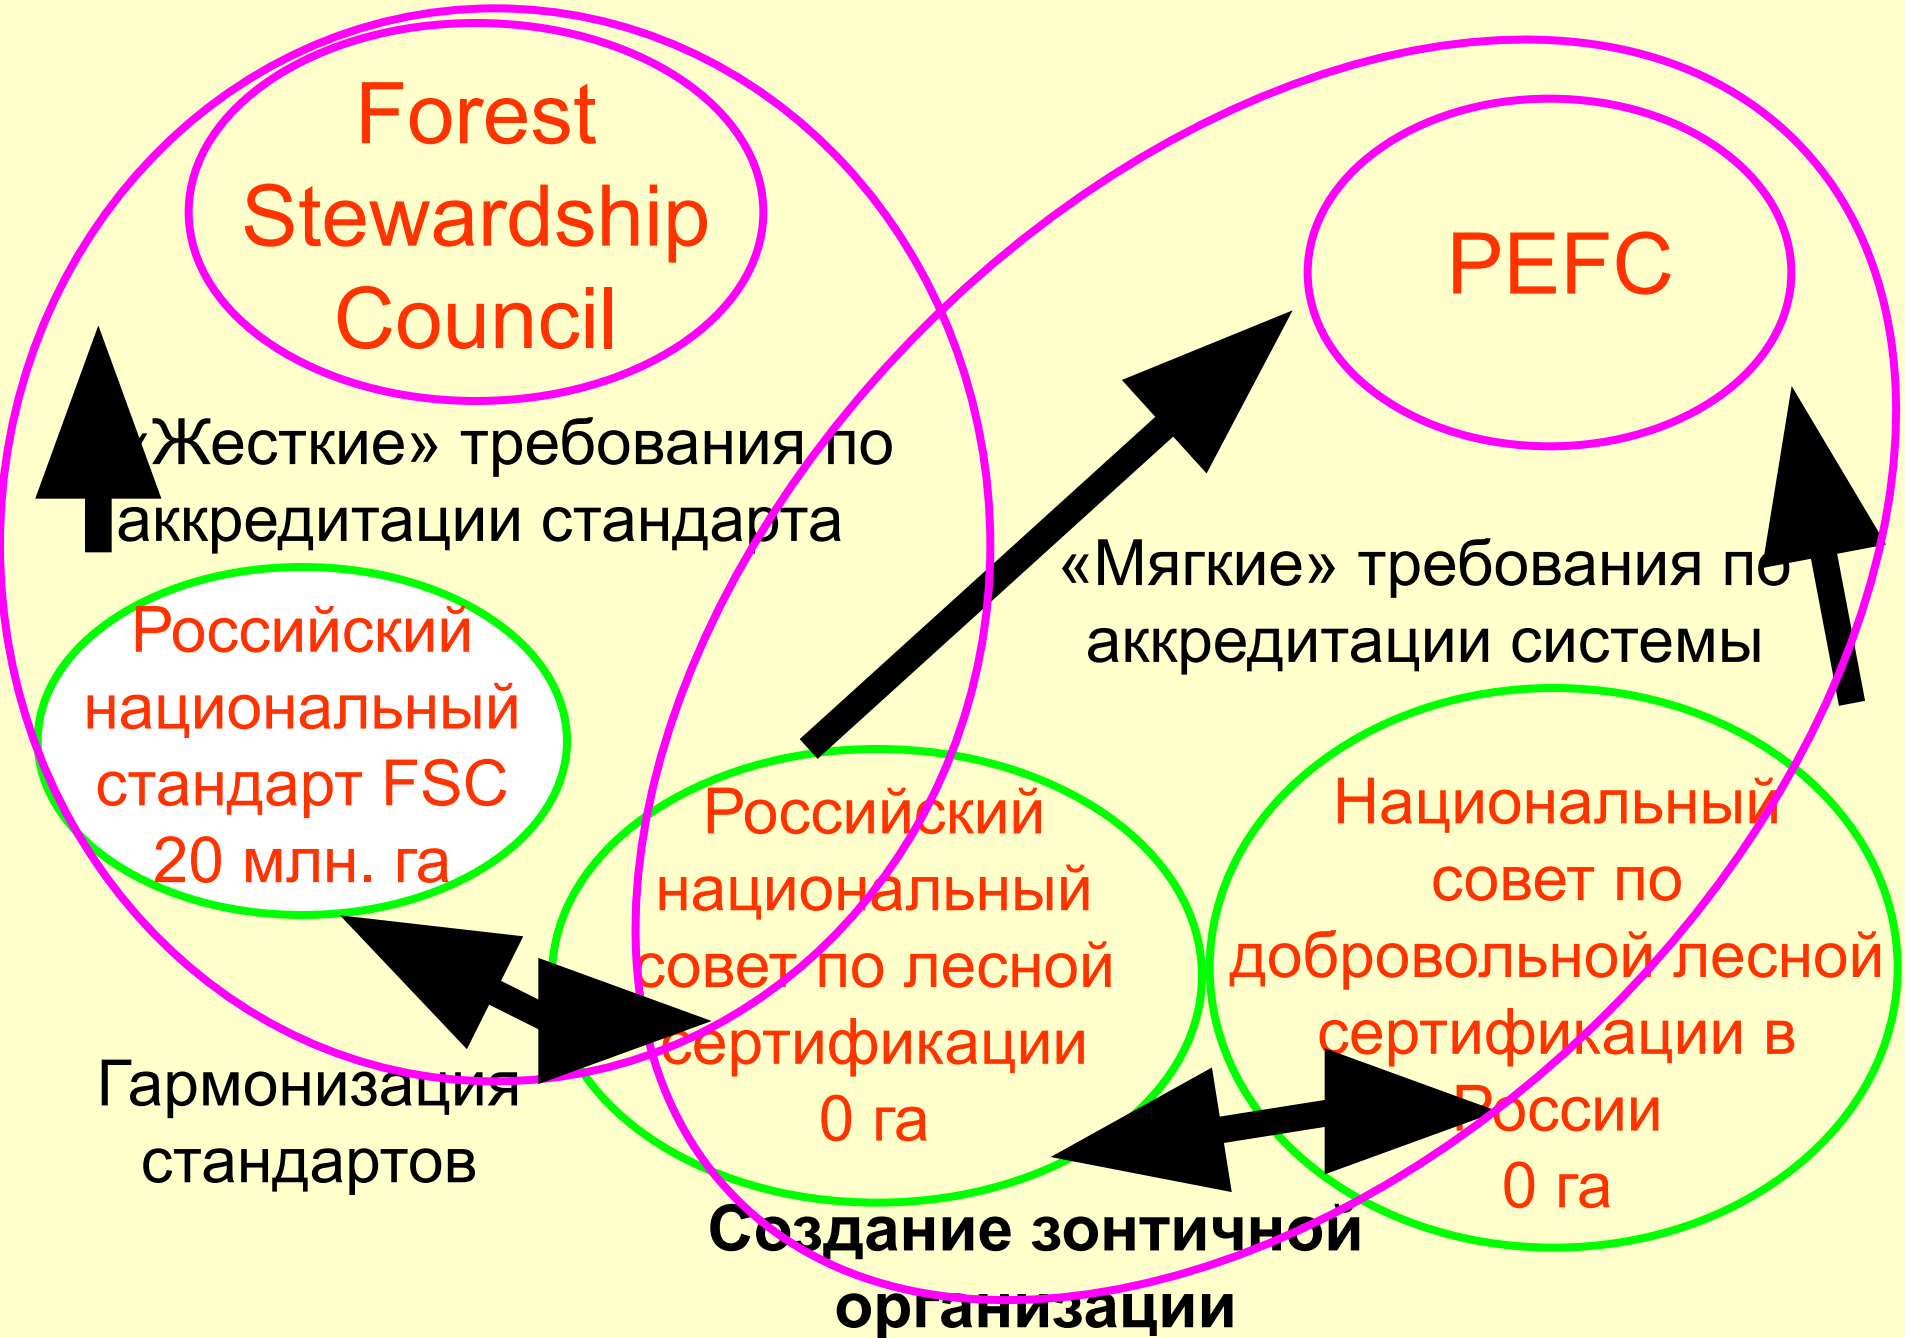 Forest
Stewardship
Council
PEFC
«Жесткие» требования по
аккредитации стандарта
«Мягкие» требования по
аккредитации системы
Российский
национальный
стандарт FSC
20 млн. га
Российский
национальный
совет по лесной
сертификации
0 га
Национальный
совет по
добровольной лесной
сертификации в
России
0 га
Гармонизация
стандартов
Создание зонтичной
организации